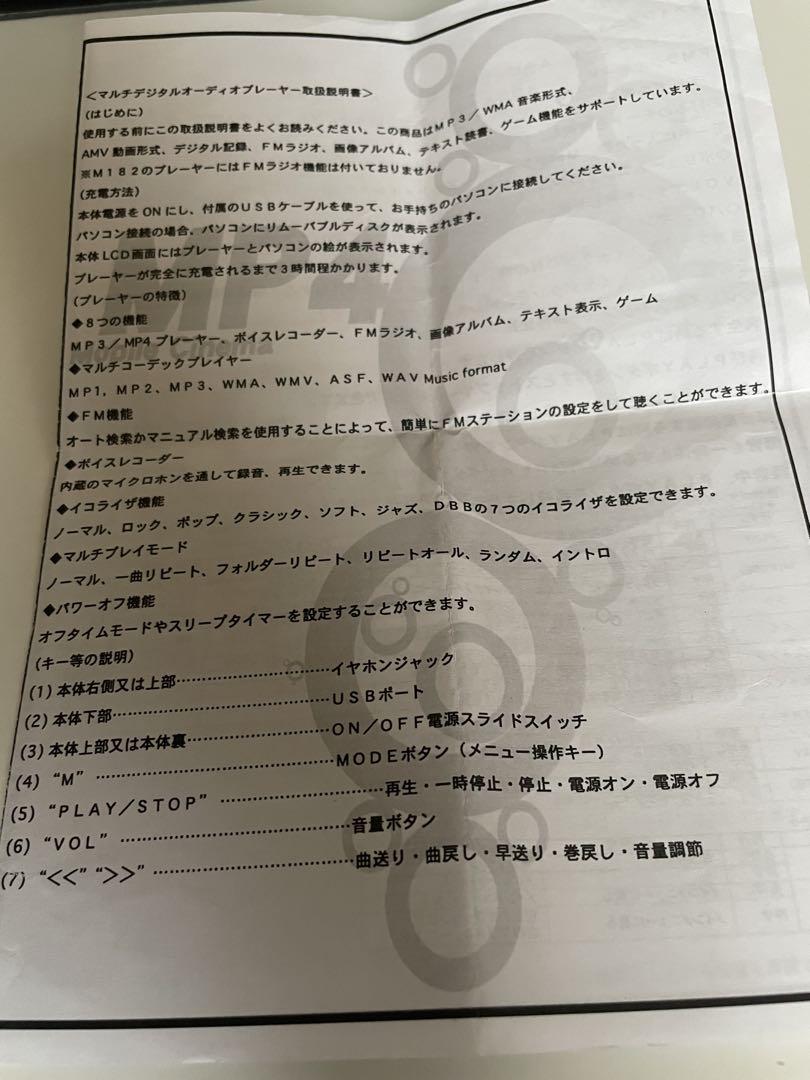 ＜マルチデジタルオーディオプレーヤー取扱説明書＞
(はじめに)
使用する前にこの取扱説明書をよくお読みください。この商品はＭＰ３／ＷＭＡ 音楽形式、
AMV 動画形式、デジタル記録、ＦＭラジオ、画像アルバム、テキスト読書、ゲーム機能をサポートしています。
※Ｍ１８２のプレーヤーにはＦＭラジオ機能は付いておりません。
(充電方法)
本体電源を ON にし、付属のＵＳＢケーブルを使って、お手持ちのパソコンに接続してください。
パソコン接続の場合、パソコンにリムーバブルディスクが表示されます。
本体 LCD 画面にはプレーヤーとパソコンの絵が表示されます。
プレーヤーが完全に充電されるまで３時間程かかります。
(プレーヤーの特徴)
◆８つの機能
ＭＰ３／MP4 プレーヤー、ボイスレコーダー、ＦＭラジオ、画像アルバム、テキスト表示、ゲーム
◆マルチコーデックプレイヤー
ＭＰ１，ＭＰ２、ＭＰ３、ＷＭＡ、ＷＭＶ、ＡＳＦ、ＷＡＶ Music format
◆ＦＭ機能
オート検索かマニュアル検索を使用することによって、簡単にＦＭステーションの設定をして聴くことができます。
◆ボイスレコーダー
内蔵のマイクロホンを通して録音、再生できます。
◆イコライザ機能
ノーマル、ロック、ポップ、クラシック、ソフト、ジャズ、ＤＢＢの７つのイコライザを設定できます。
◆マルチプレイモード
ノーマル、一曲リピート、フォルダーリピート、リピートオール、ランダム、イントロ
◆パワーオフ機能
オフタイムモードやスリープタイマーを設定することができます。
(キー等の説明)
(1) 本体右側又は上部……………………イヤホンジャック
(2) 本体下部………………………………ＵＳＢポート
(3) 本体上部又は本体裏…………………ＯＮ／ＯＦＦ電源スライドスイッチ
(4) “Ｍ” …………………………………ＭＯＤＥボタン（メニュー操作キー）
(5) “ＰＬＡＹ／ＳＴＯＰ” ……………………再生・一時停止・停止・電源オン・電源オフ
(6) “ＶＯＬ” ………………………………音量ボタン
(7) “<<” “>>” …………………………曲送り・曲戻し・早送り・巻戻し・音量調節
MP4
Mobile Cinema